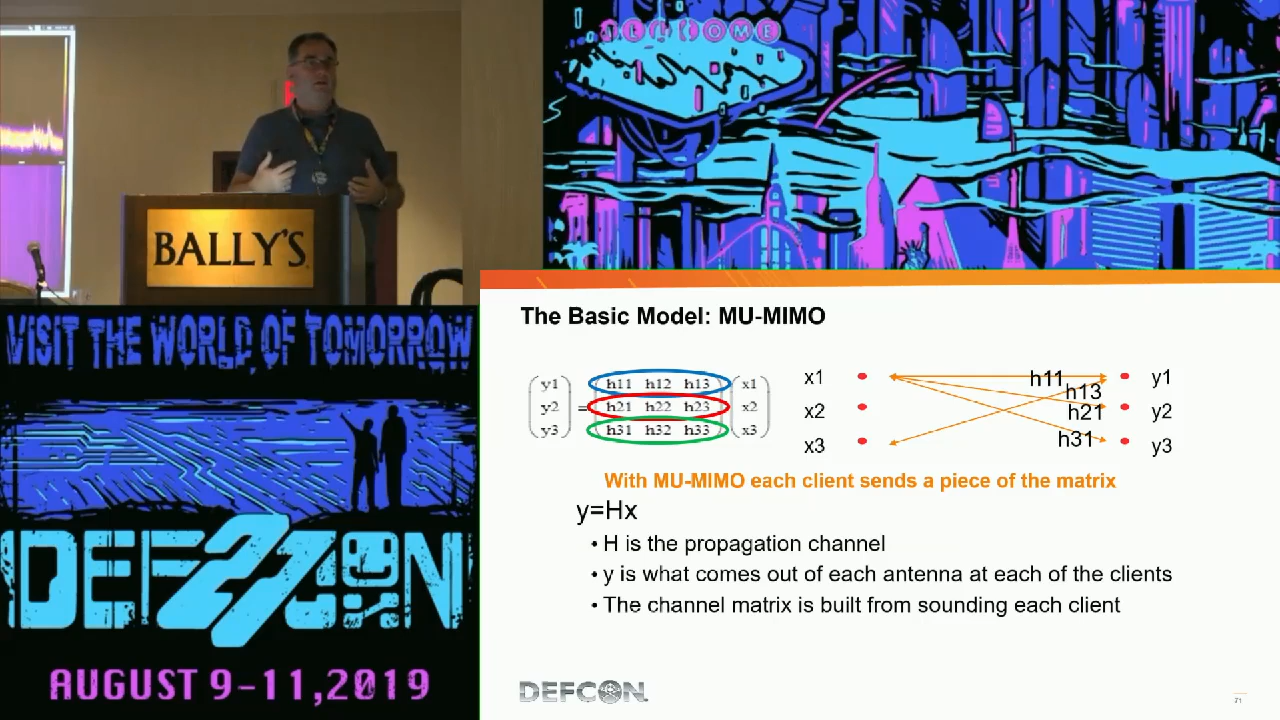 WELCOME
BALLY'S
VISIT THE WORLD OF TOMORROW
DEFCON
27
AUGUST 9-11,2019
The Basic Model: MU-MIMO
y1 h11 h12 h13 x1
y2 = h21 h22 h23 x2
y3 h31 h32 h33 x3
x1 h11 y1
h13
x2 h21 y2
x3 h31 y3
With MU-MIMO each client sends a piece of the matrix
y=Hx
• H is the propagation channel
• y is what comes out of each antenna at each of the clients
• The channel matrix is built from sounding each client
DEFCON.
71